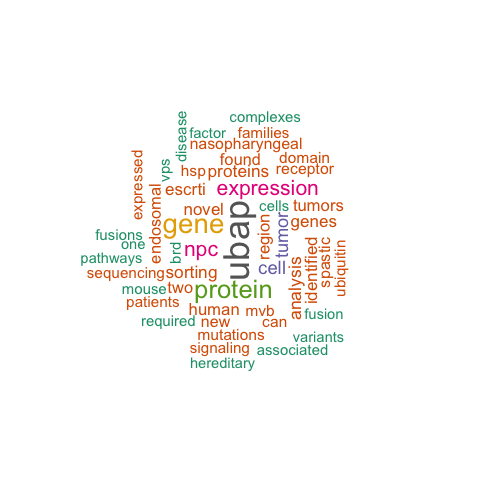 complexes
disease
factor families
nasopharyngeal
found domain
vps
hsp proteins receptor
expressed
escrti expression
endosomal
novel cells tumors
gene ubap region tumor genes
fusions
one brd npc
pathways cell
sequencing sorting analysis identified spastic ubiquitin
mouse two protein
patients human mvb fusion
required new can
mutations variants
signaling associated
hereditary